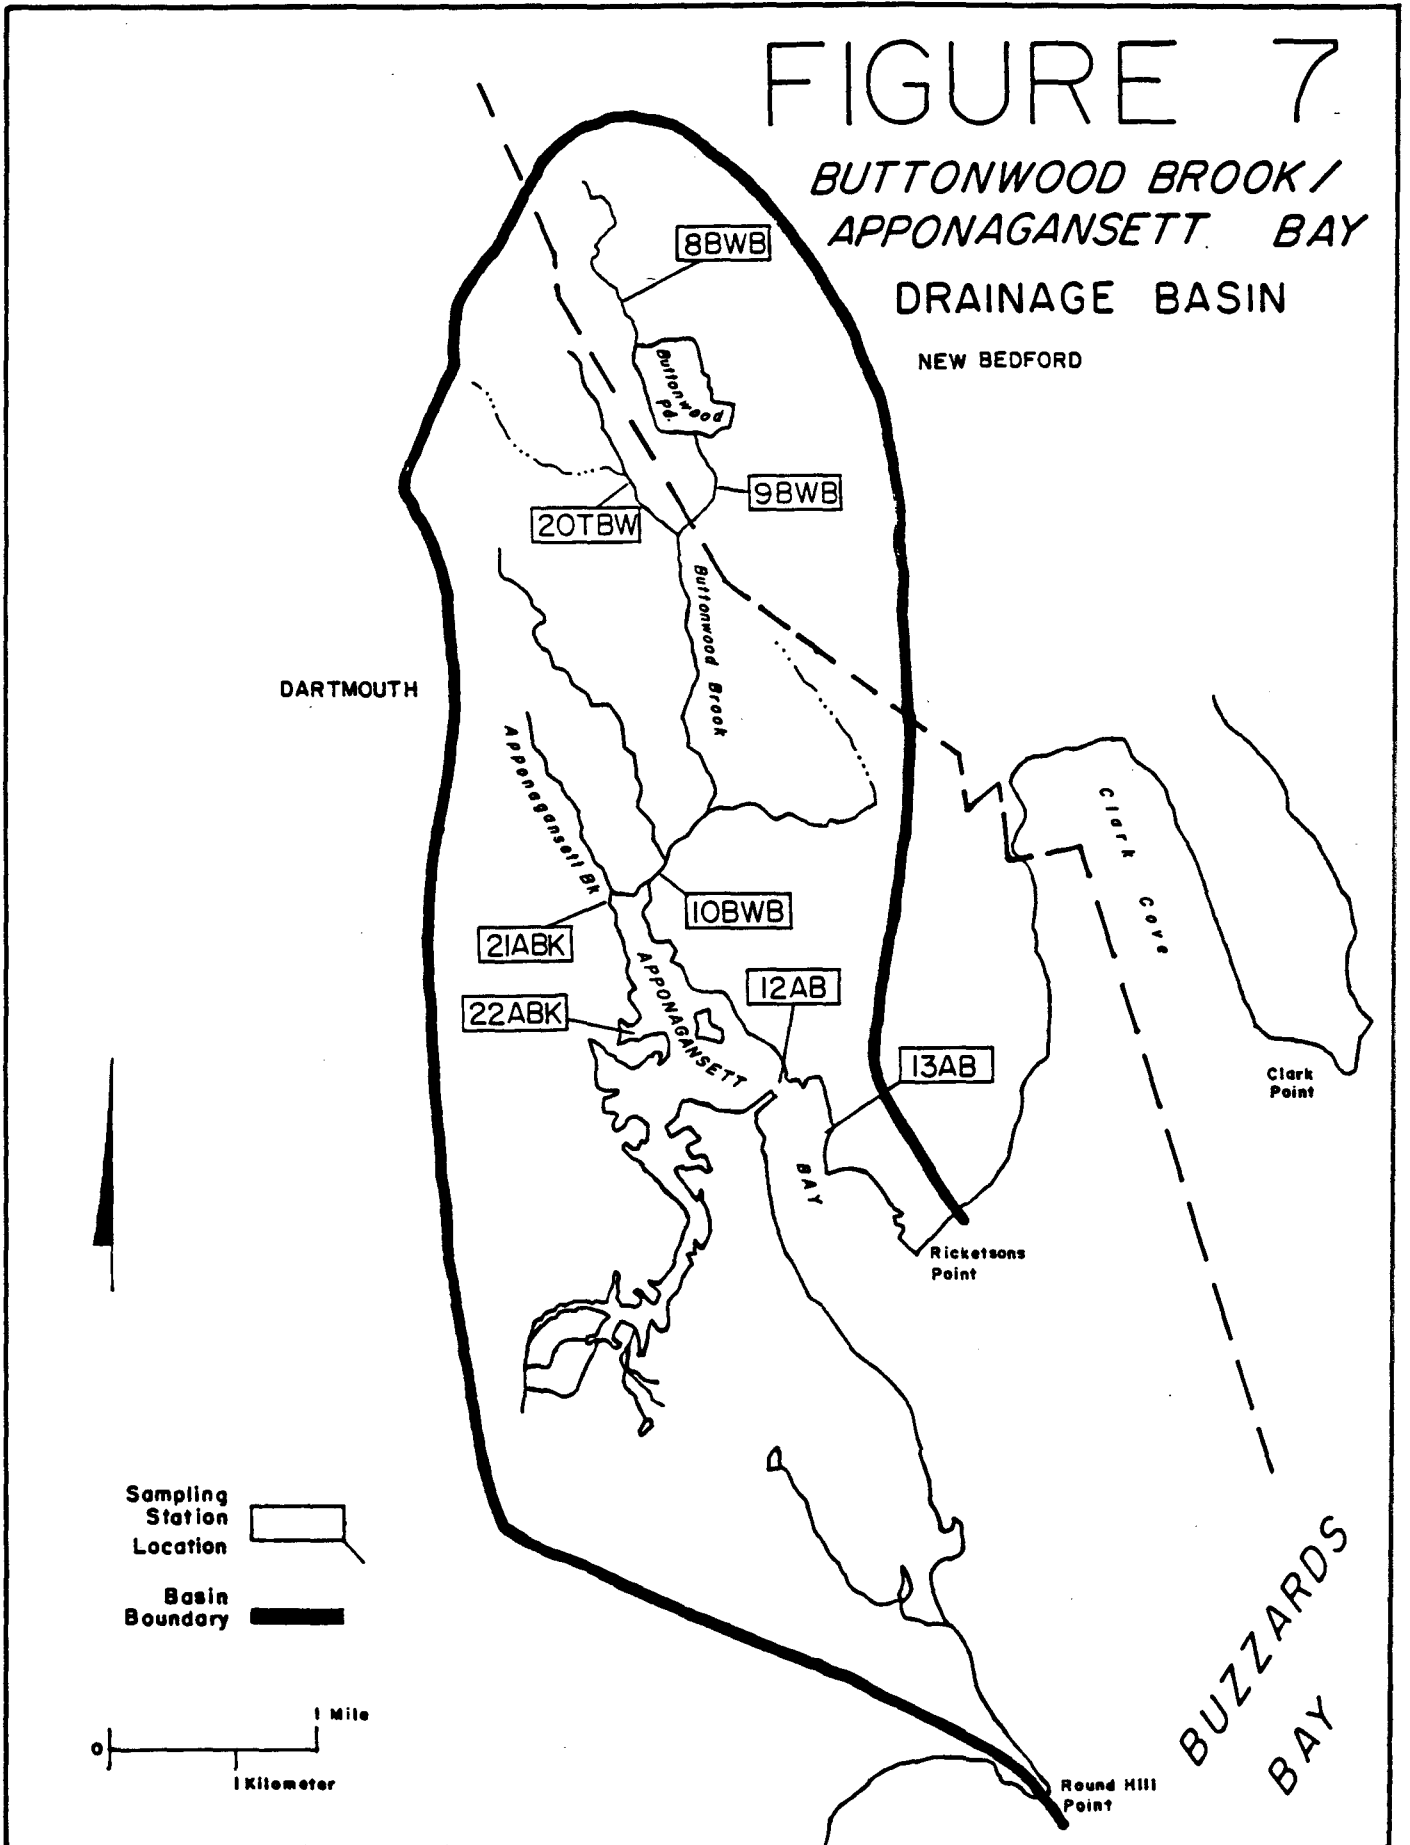 FIGURE 7
BUTTONWOOD BROOK /
APPONAGANSETT BAY
DRAINAGE BASIN
NEW BEDFORD
8BWB
Buttonwood
Pd.
9BWB
20TBW
Buttonwood Brook
DARTMOUTH
Apponagansett Bk
Clark Cove
10BWB
21ABK
APPONAGANSETT
12AB
22ABK
13AB
Clark
Point
BAY
Ricketsons
Point
Sampling
Station
Location
Basin
Boundary
BUZZARDS
BAY
1 Mile
0
1 Kilometer
Round Hill
Point